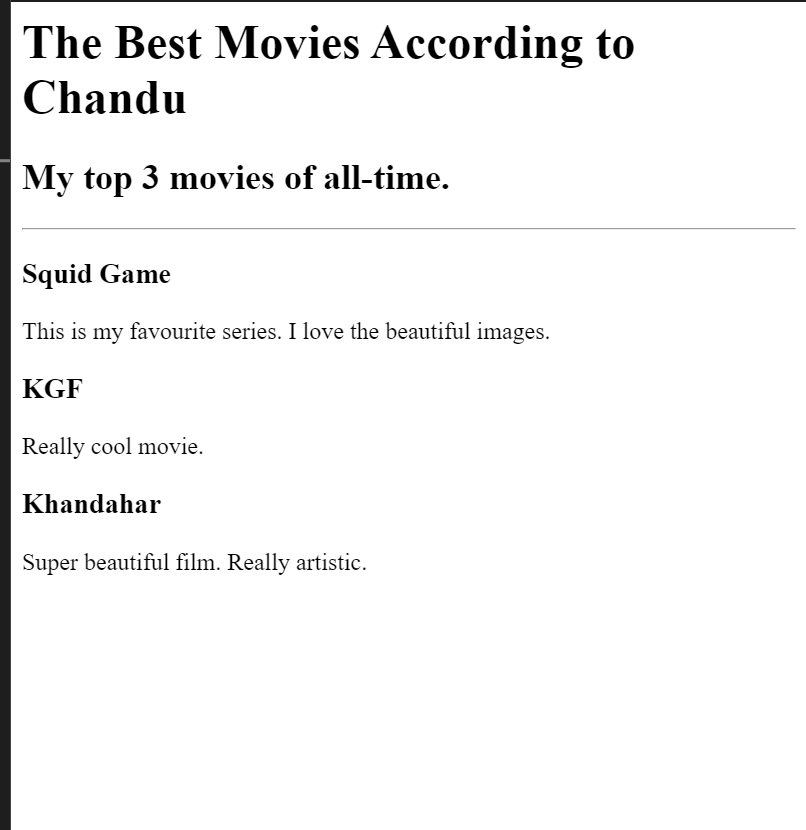 The Best Movies According to
Chandu
My top 3 movies of all-time.
Squid Game
This is my favourite series. I love the beautiful images.
KGF
Really cool movie.
Khandahar
Super beautiful film. Really artistic.